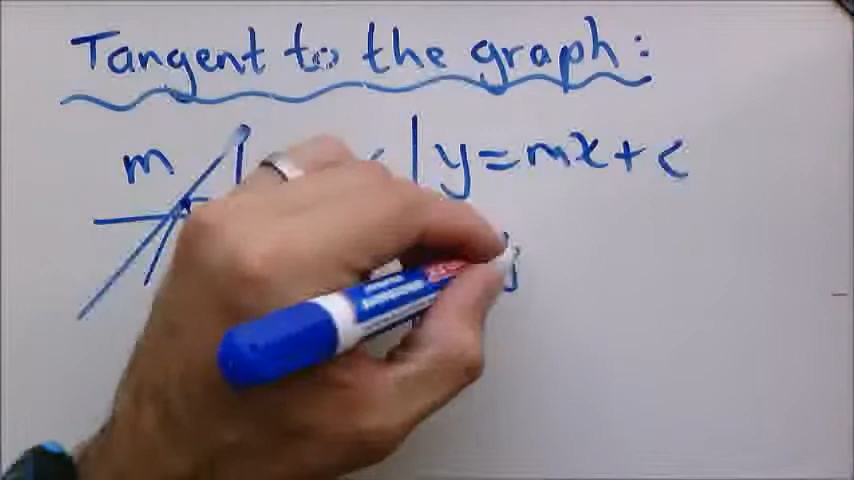 Tangent to the graph:
m | y=mx+c